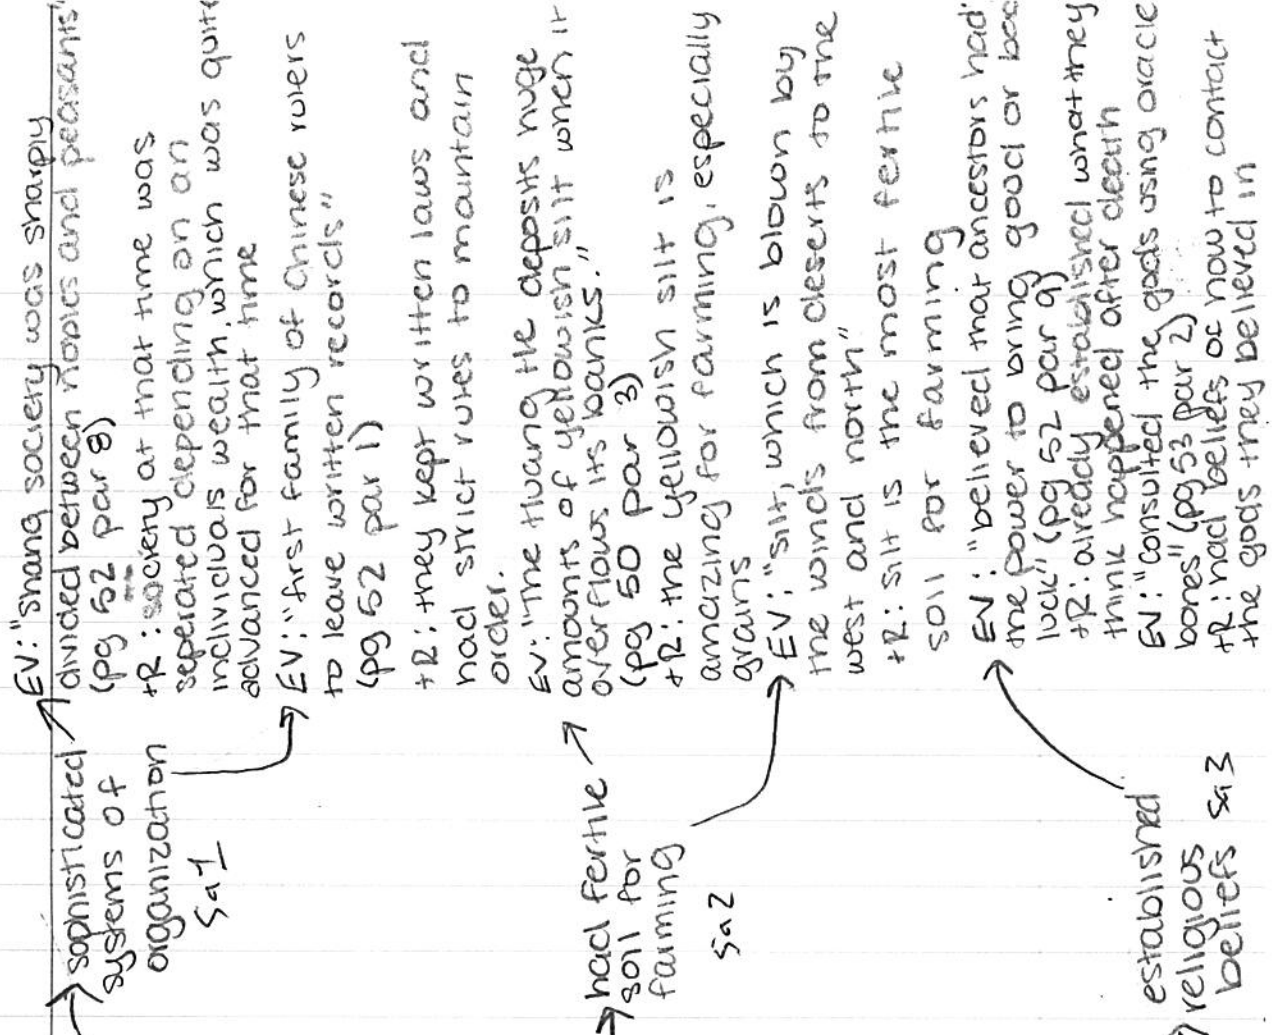 sophisticated
systems of
organization
Sa1
EV: "Shang society was sharply
divided between nobles and peasants"
(pg 52 par 8)
+R: society at that time was
seperated depending on an
individuals wealth, which was quite
advanced for that time
EV: "first family of Chinese rulers
to leave written records"
(pg 52 par 1)
+R: they kept written laws and
had strict rules to maintain
order.
had fertile
soil for
farming
Sa2
EV: "The Huang He deposits huge
amounts of yellowish silt when it
overflows its banks."
(pg 50 par 3)
+R: the yellowish silt is
amazing for farming, especially
grains
EV: "silt, which is blown by
the winds from deserts to the
west and north"
+R: silt is the most fertile
soil for farming
established
religious
beliefs Sa3
EV: "believed that ancestors had
the power to bring good or bad
luck" (pg 52 par 9)
+R: already established what they
think happened after death
EV: "consulted the gods using oracle
bones" (pg 53 par 2)
+R: had beliefs of how to contact
the gods they believed in